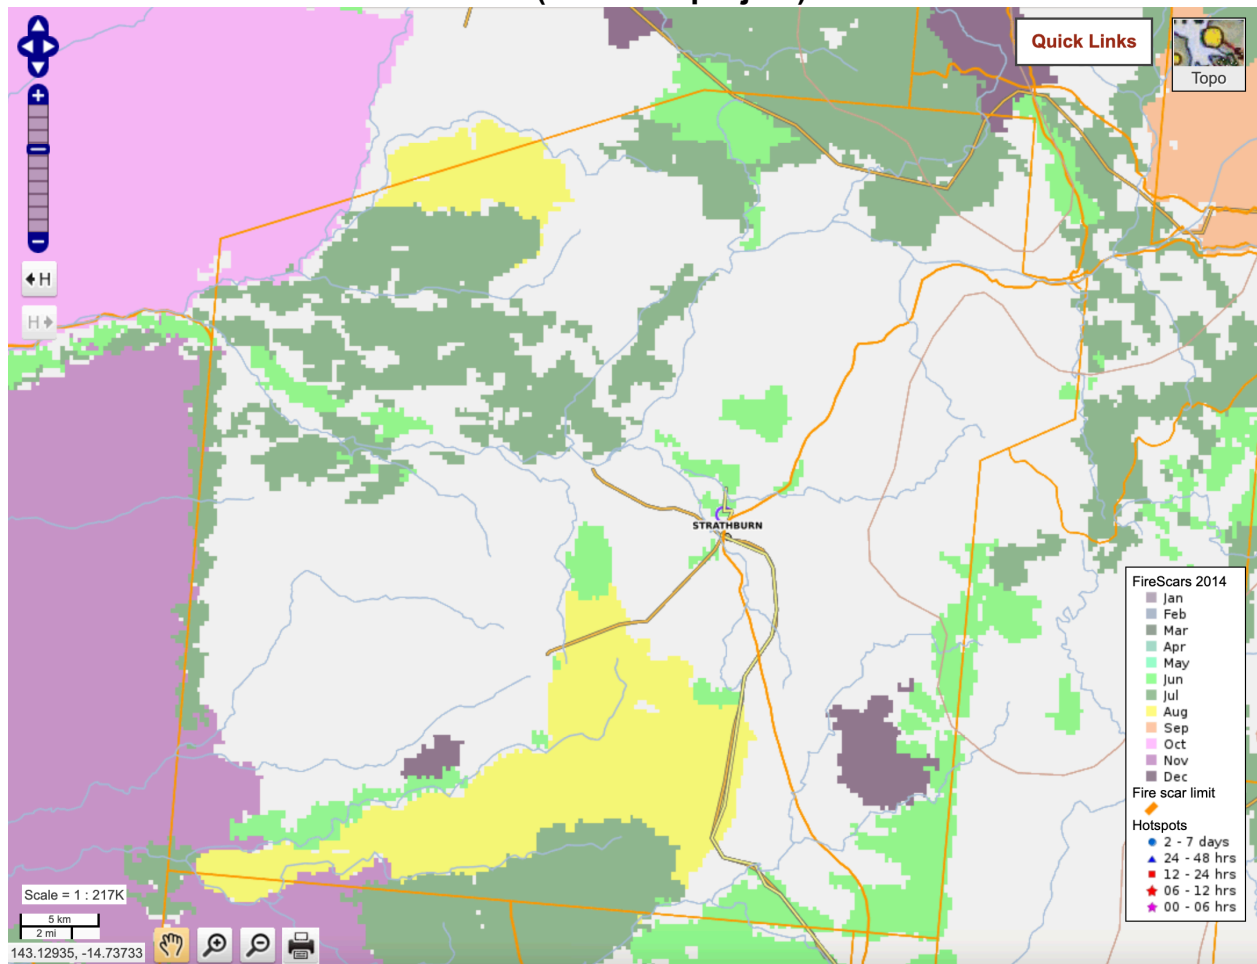 Quick Links
Topo
H
H
STRATHBURN
FireScars 2014
Jan
Feb
Mar
Apr
May
Jun
Jul
Aug
Sep
Oct
Nov
Dec
Fire scar limit
Hotspots
2 - 7 days
24 - 48 hrs
12 - 24 hrs
06 - 12 hrs
00 - 06 hrs
Scale = 1 : 217K
5 km
2 mi
143.12935, -14.73733